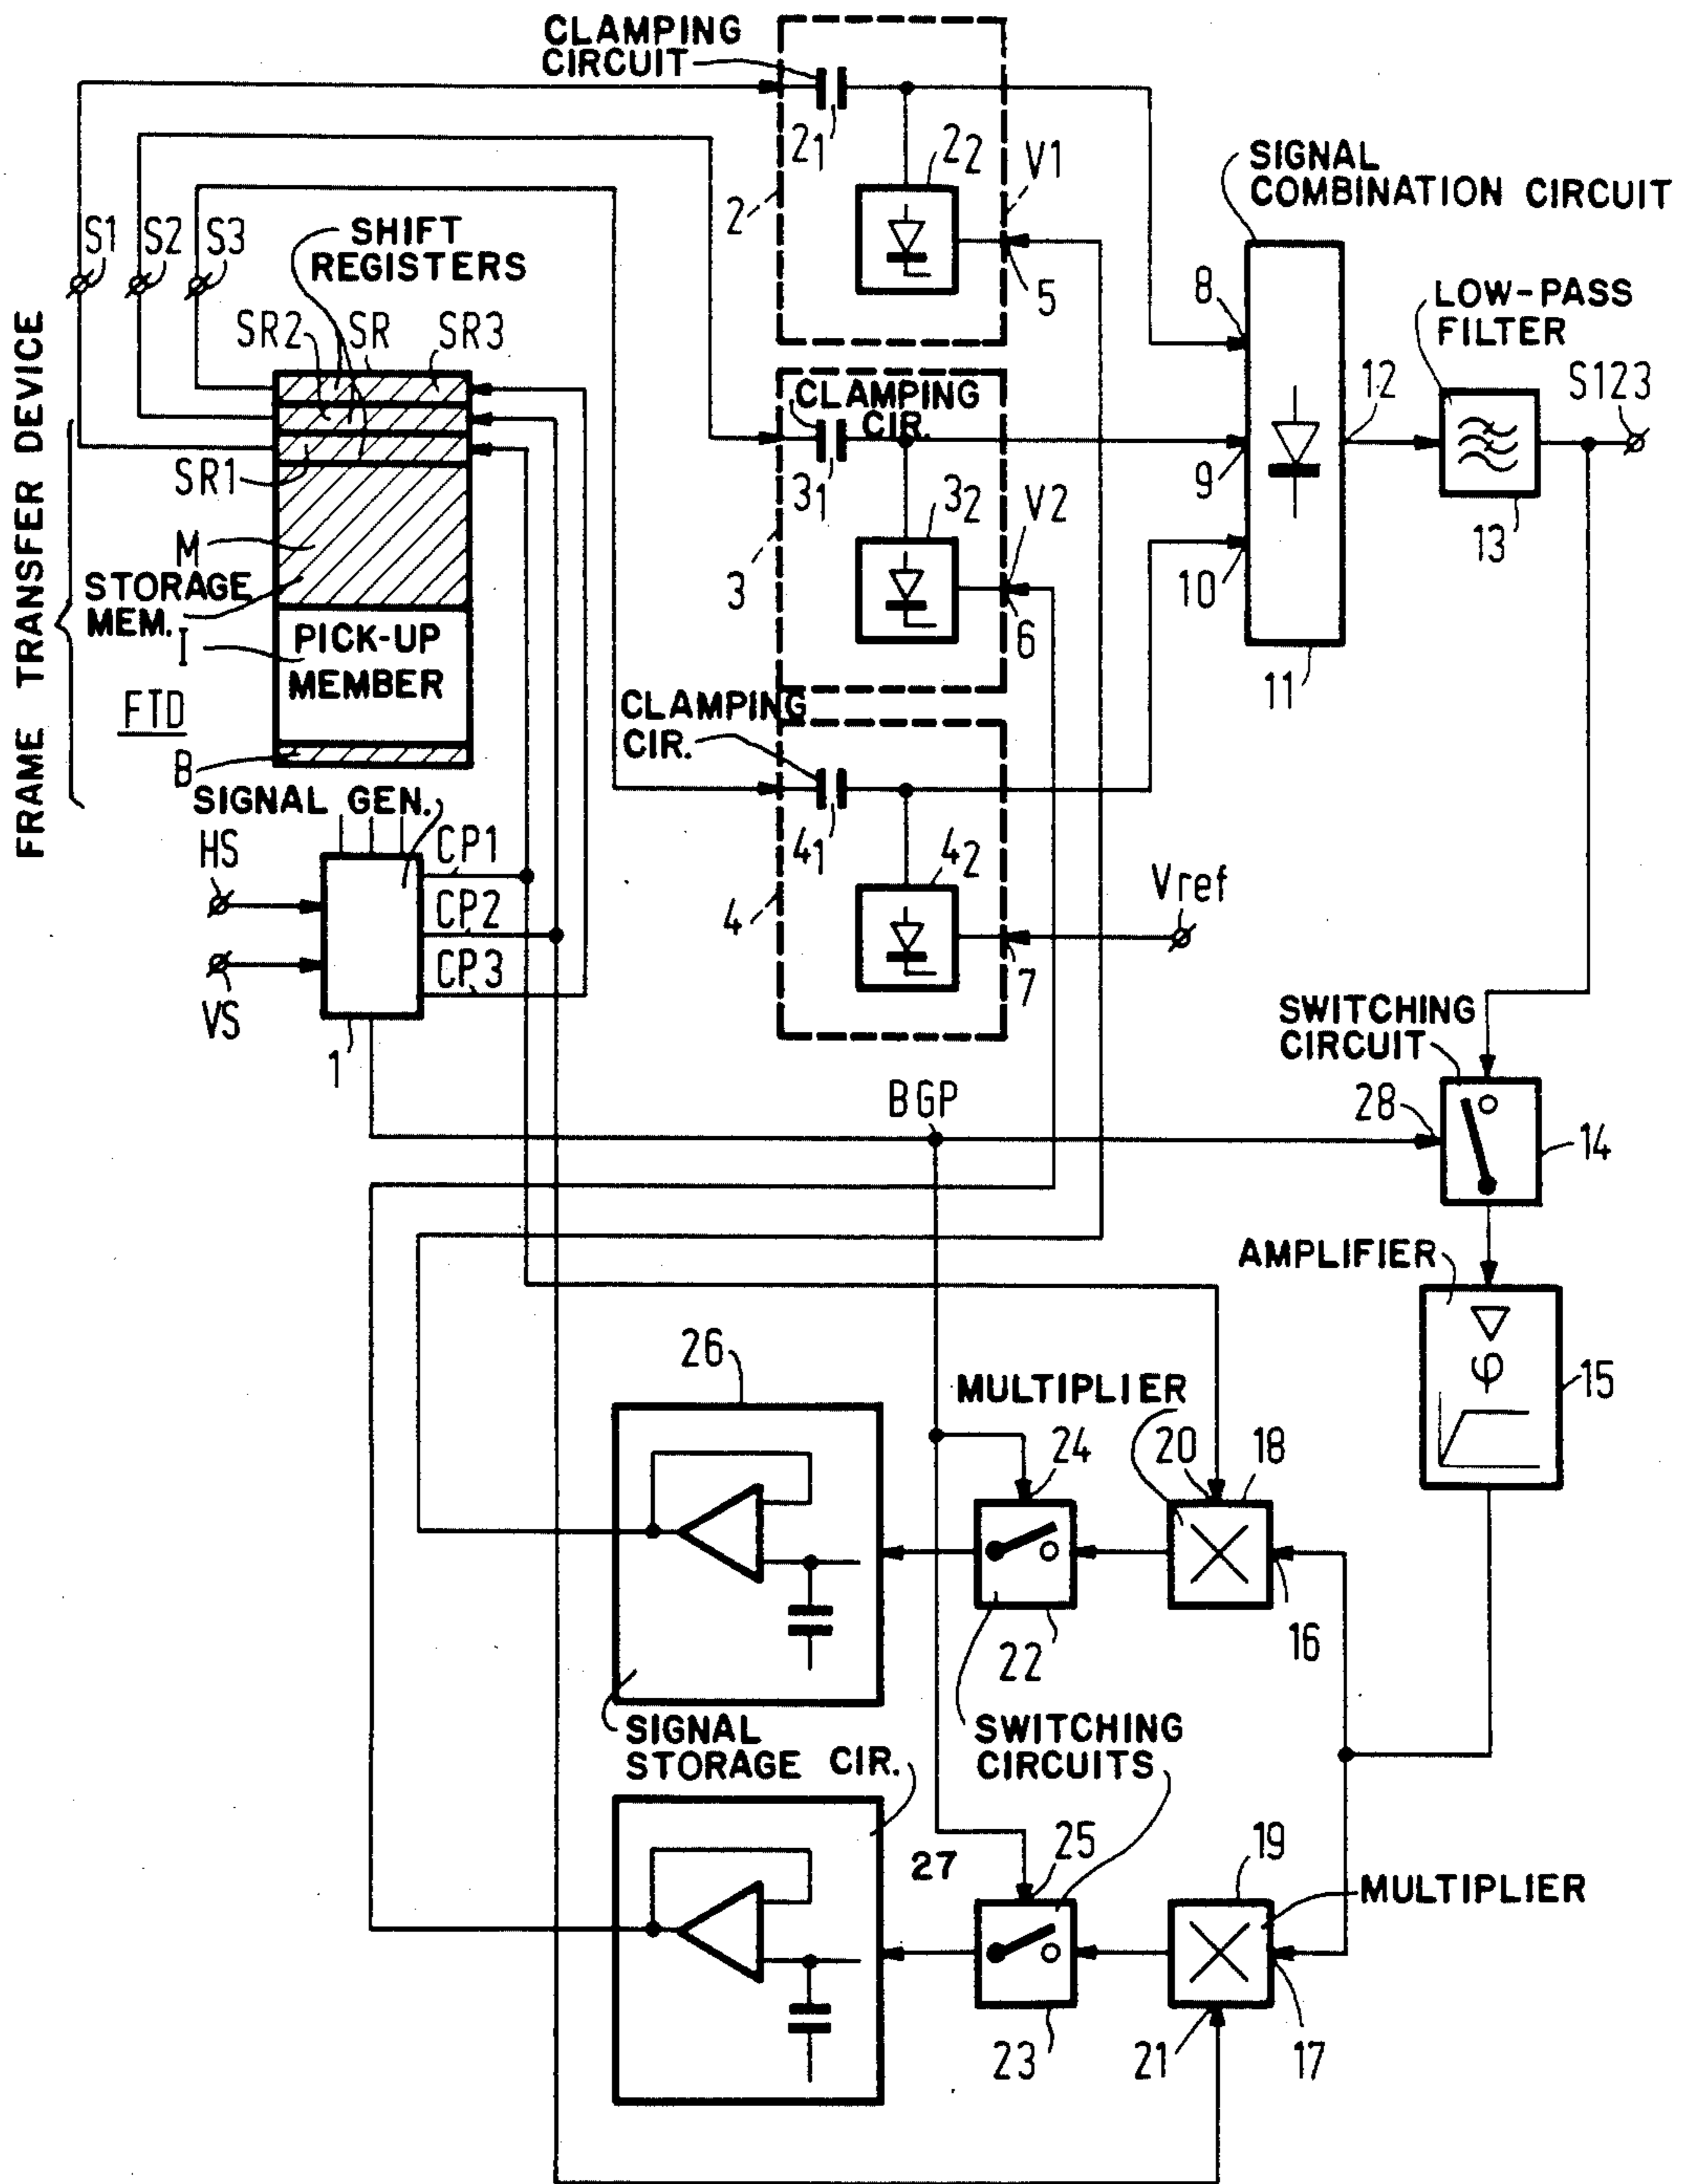 CLAMPING
CIRCUIT
2₁
2₂
2
V1
5
SIGNAL
COMBINATION CIRCUIT
S1
S2
S3
SHIFT
REGISTERS
SR2
SR
SR3
SR1
FRAME TRANSFER DEVICE
M
STORAGE
MEM.
I
PICK-UP
MEMBER
FTD
B
CLAMPING
CIR.
3₁
3₂
3
V2
6
8
9
10
11
12
LOW-PASS
FILTER
13
S123
CLAMPING
CIR.
4₁
4₂
4
7
Vref
SIGNAL GEN.
HS
VS
CP1
CP2
CP3
1
BGP
SWITCHING
CIRCUIT
28
14
AMPLIFIER
φ
15
26
MULTIPLIER
24
20
18
22
16
SIGNAL
STORAGE CIR.
SWITCHING
CIRCUITS
27
25
19
MULTIPLIER
23
21
17